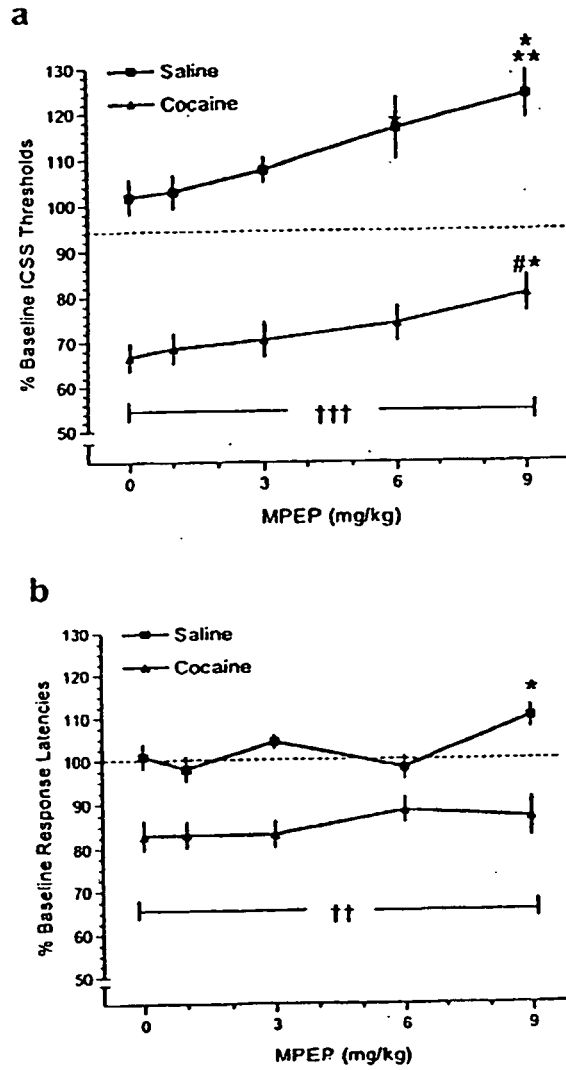 a
*
**
130
Saline
Cocaine
120
*
110
100
90
80
70
60
50
% Baseline ICSS Thresholds
#*
†††
0 3 6 9
MPEP (mg/kg)
b
130
Saline
Cocaine
120
110
100
90
80
70
60
50
% Baseline Response Latencies
*
††
0 3 6 9
MPEP (mg/kg)